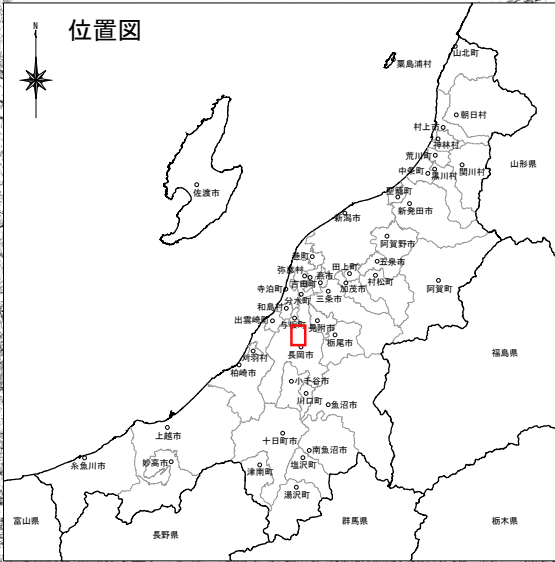 位置図
N
粟島浦村
山北町
朝日村
村上市
神林村
荒川町
関川村
山形県
中条町
黒川村
聖籠町
新発田市
佐渡市
新潟市
阿賀野市
巻町
五泉市
田上町
弥彦村
燕市
村松町
阿賀町
吉田町
加茂市
寺泊町
三条市
分水町
和島村
出雲崎町
与板町
見附市
栃尾市
長岡市
福島県
刈羽村
柏崎市
小千谷市
川口町
魚沼市
上越市
十日町市
南魚沼市
糸魚川市
妙高市
塩沢町
津南町
湯沢町
富山県
長野県
群馬県
栃木県